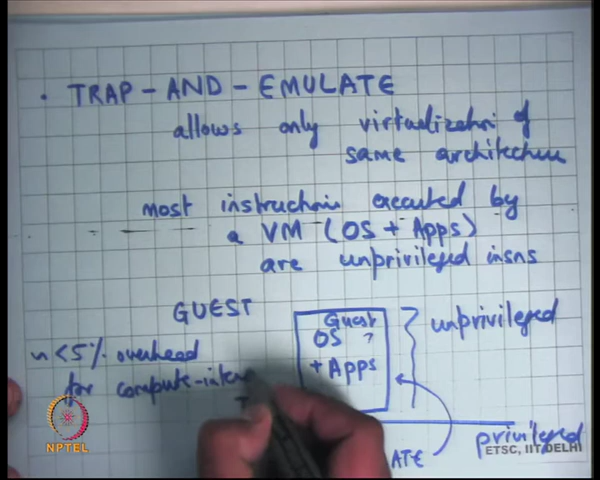 • TRAP-AND-EMULATE
allows only virtualization of
same architecture
most instructions executed by
a VM (OS + Apps)
are unprivileged insns
GUEST
Guest
OS
+ Apps
unprivileged
<5% overhead
for compute-inten
privileged
ATE
NPTEL
ETSC, IIT DELHI